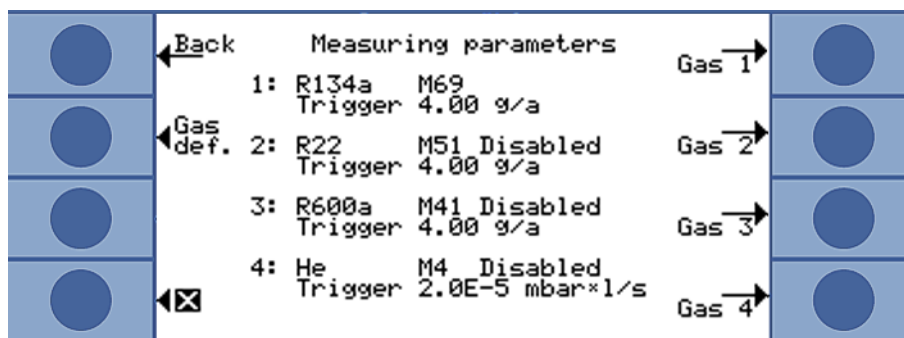 Back Measuring parameters
Gas 1
1: R134a M69
Trigger 4.00 g/a
Gas def. 2: R22 M51 Disabled Gas 2
Trigger 4.00 g/a
3: R600a M41 Disabled
Trigger 4.00 g/a Gas 3
4: He M4 Disabled
Trigger 2.0E-5 mbar×l/s
Gas 4